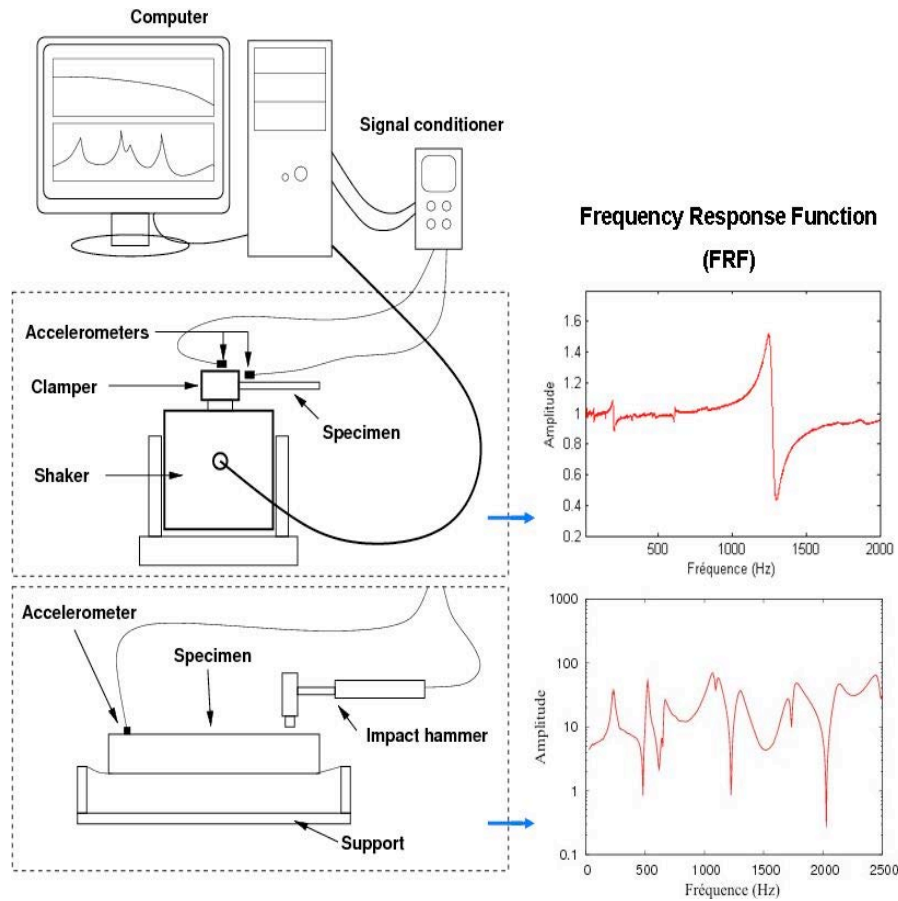 Computer
Signal conditioner
Accelerometers
Clamper
Specimen
Shaker
Accelerometer
Specimen
Impact hammer
Support
Frequency Response Function
(FRF)
1.6
1.4
1.2
1
0.8
0.6
0.4
0.2
Amplitude
500
1000
1500
2000
Fréquence (Hz)
1000
100
10
1
0.1
Amplitude
0
500
1000
1500
2000
2500
Fréquence (Hz)